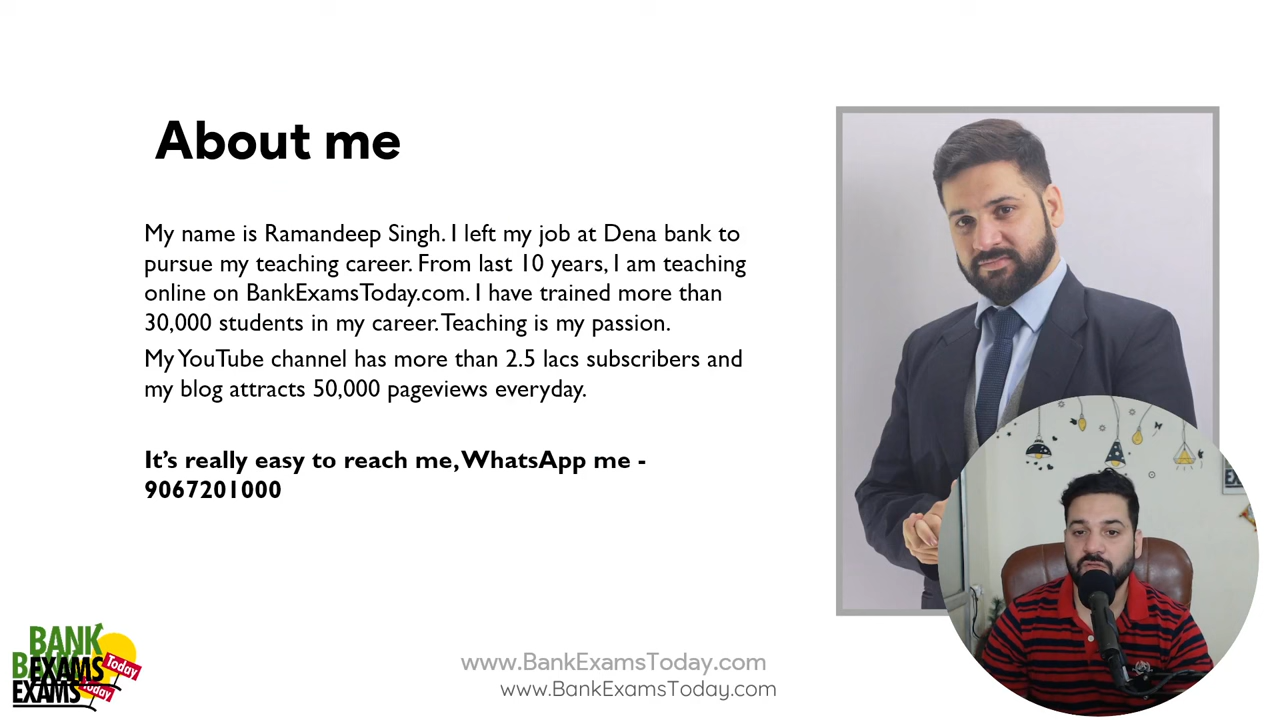 About me
My name is Ramandeep Singh. I left my job at Dena bank to
pursue my teaching career. From last 10 years, I am teaching
online on BankExamsToday.com. I have trained more than
30,000 students in my career. Teaching is my passion.
My YouTube channel has more than 2.5 lacs subscribers and
my blog attracts 50,000 pageviews everyday.
It's really easy to reach me, WhatsApp me -
9067201000
BANK
EXAMS
Today
EXAMS
Today
www.BankExamsToday.com
www.BankExamsToday.com